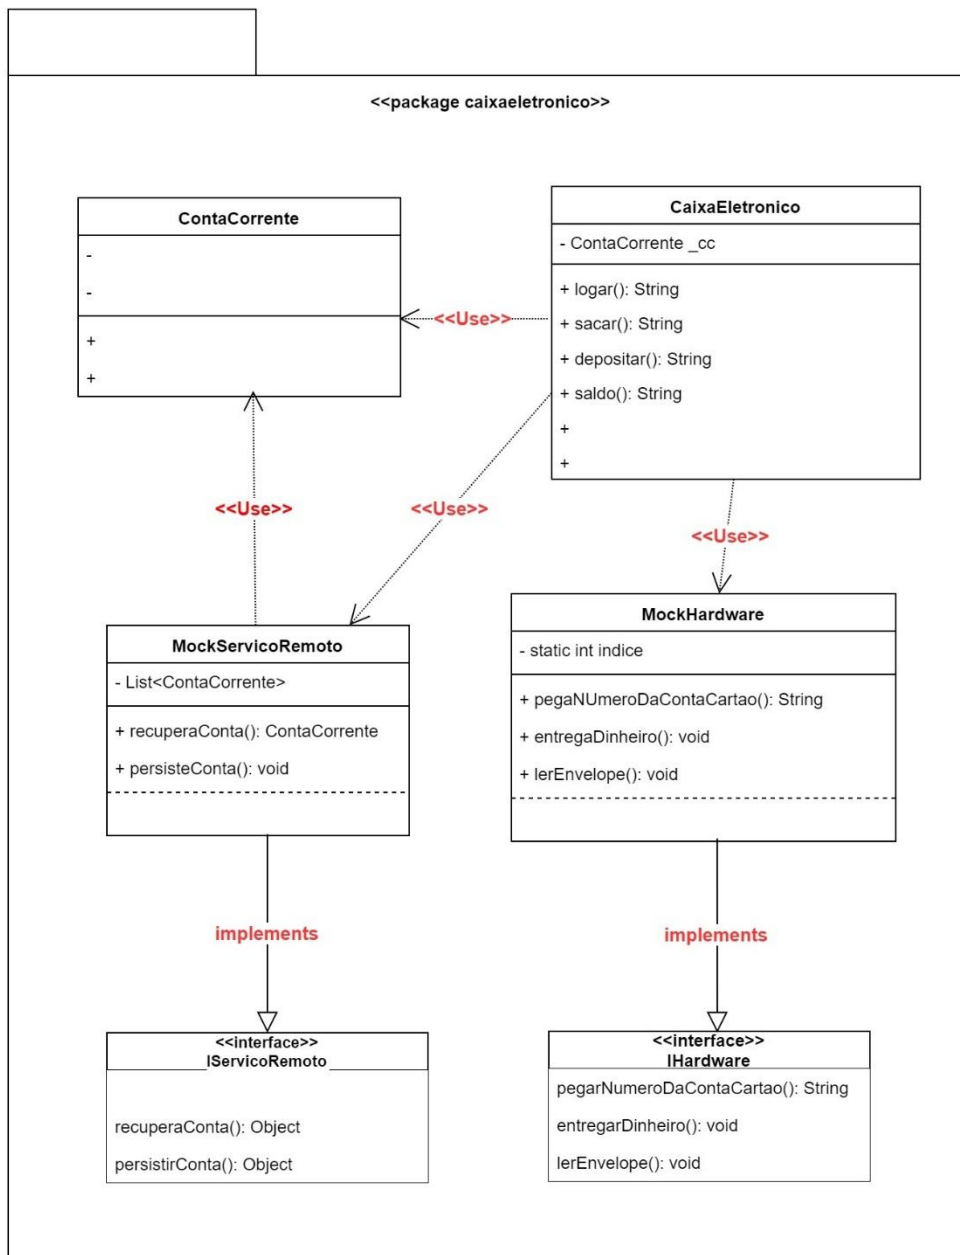 <<package caixaeletronico>>
ContaCorrente
-
-
+
+
CaixaEletronico
- ContaCorrente _cc
+ logar(): String
+ sacar(): String
+ depositar(): String
+ saldo(): String
+
+
<<Use>>
<<Use>>
<<Use>>
<<Use>>
MockServicoRemoto
- List<ContaCorrente>
+ recuperaConta(): ContaCorrente
+ persisteConta(): void
MockHardware
- static int indice
+ pegaNUmeroDaContaCartao(): String
+ entregaDinheiro(): void
+ lerEnvelope(): void
implements
implements
<<interface>>
IServicoRemoto
recuperaConta(): Object
persistirConta(): Object
<<interface>>
IHardware
pegarNumeroDaContaCartao(): String
entregarDinheiro(): void
lerEnvelope(): void